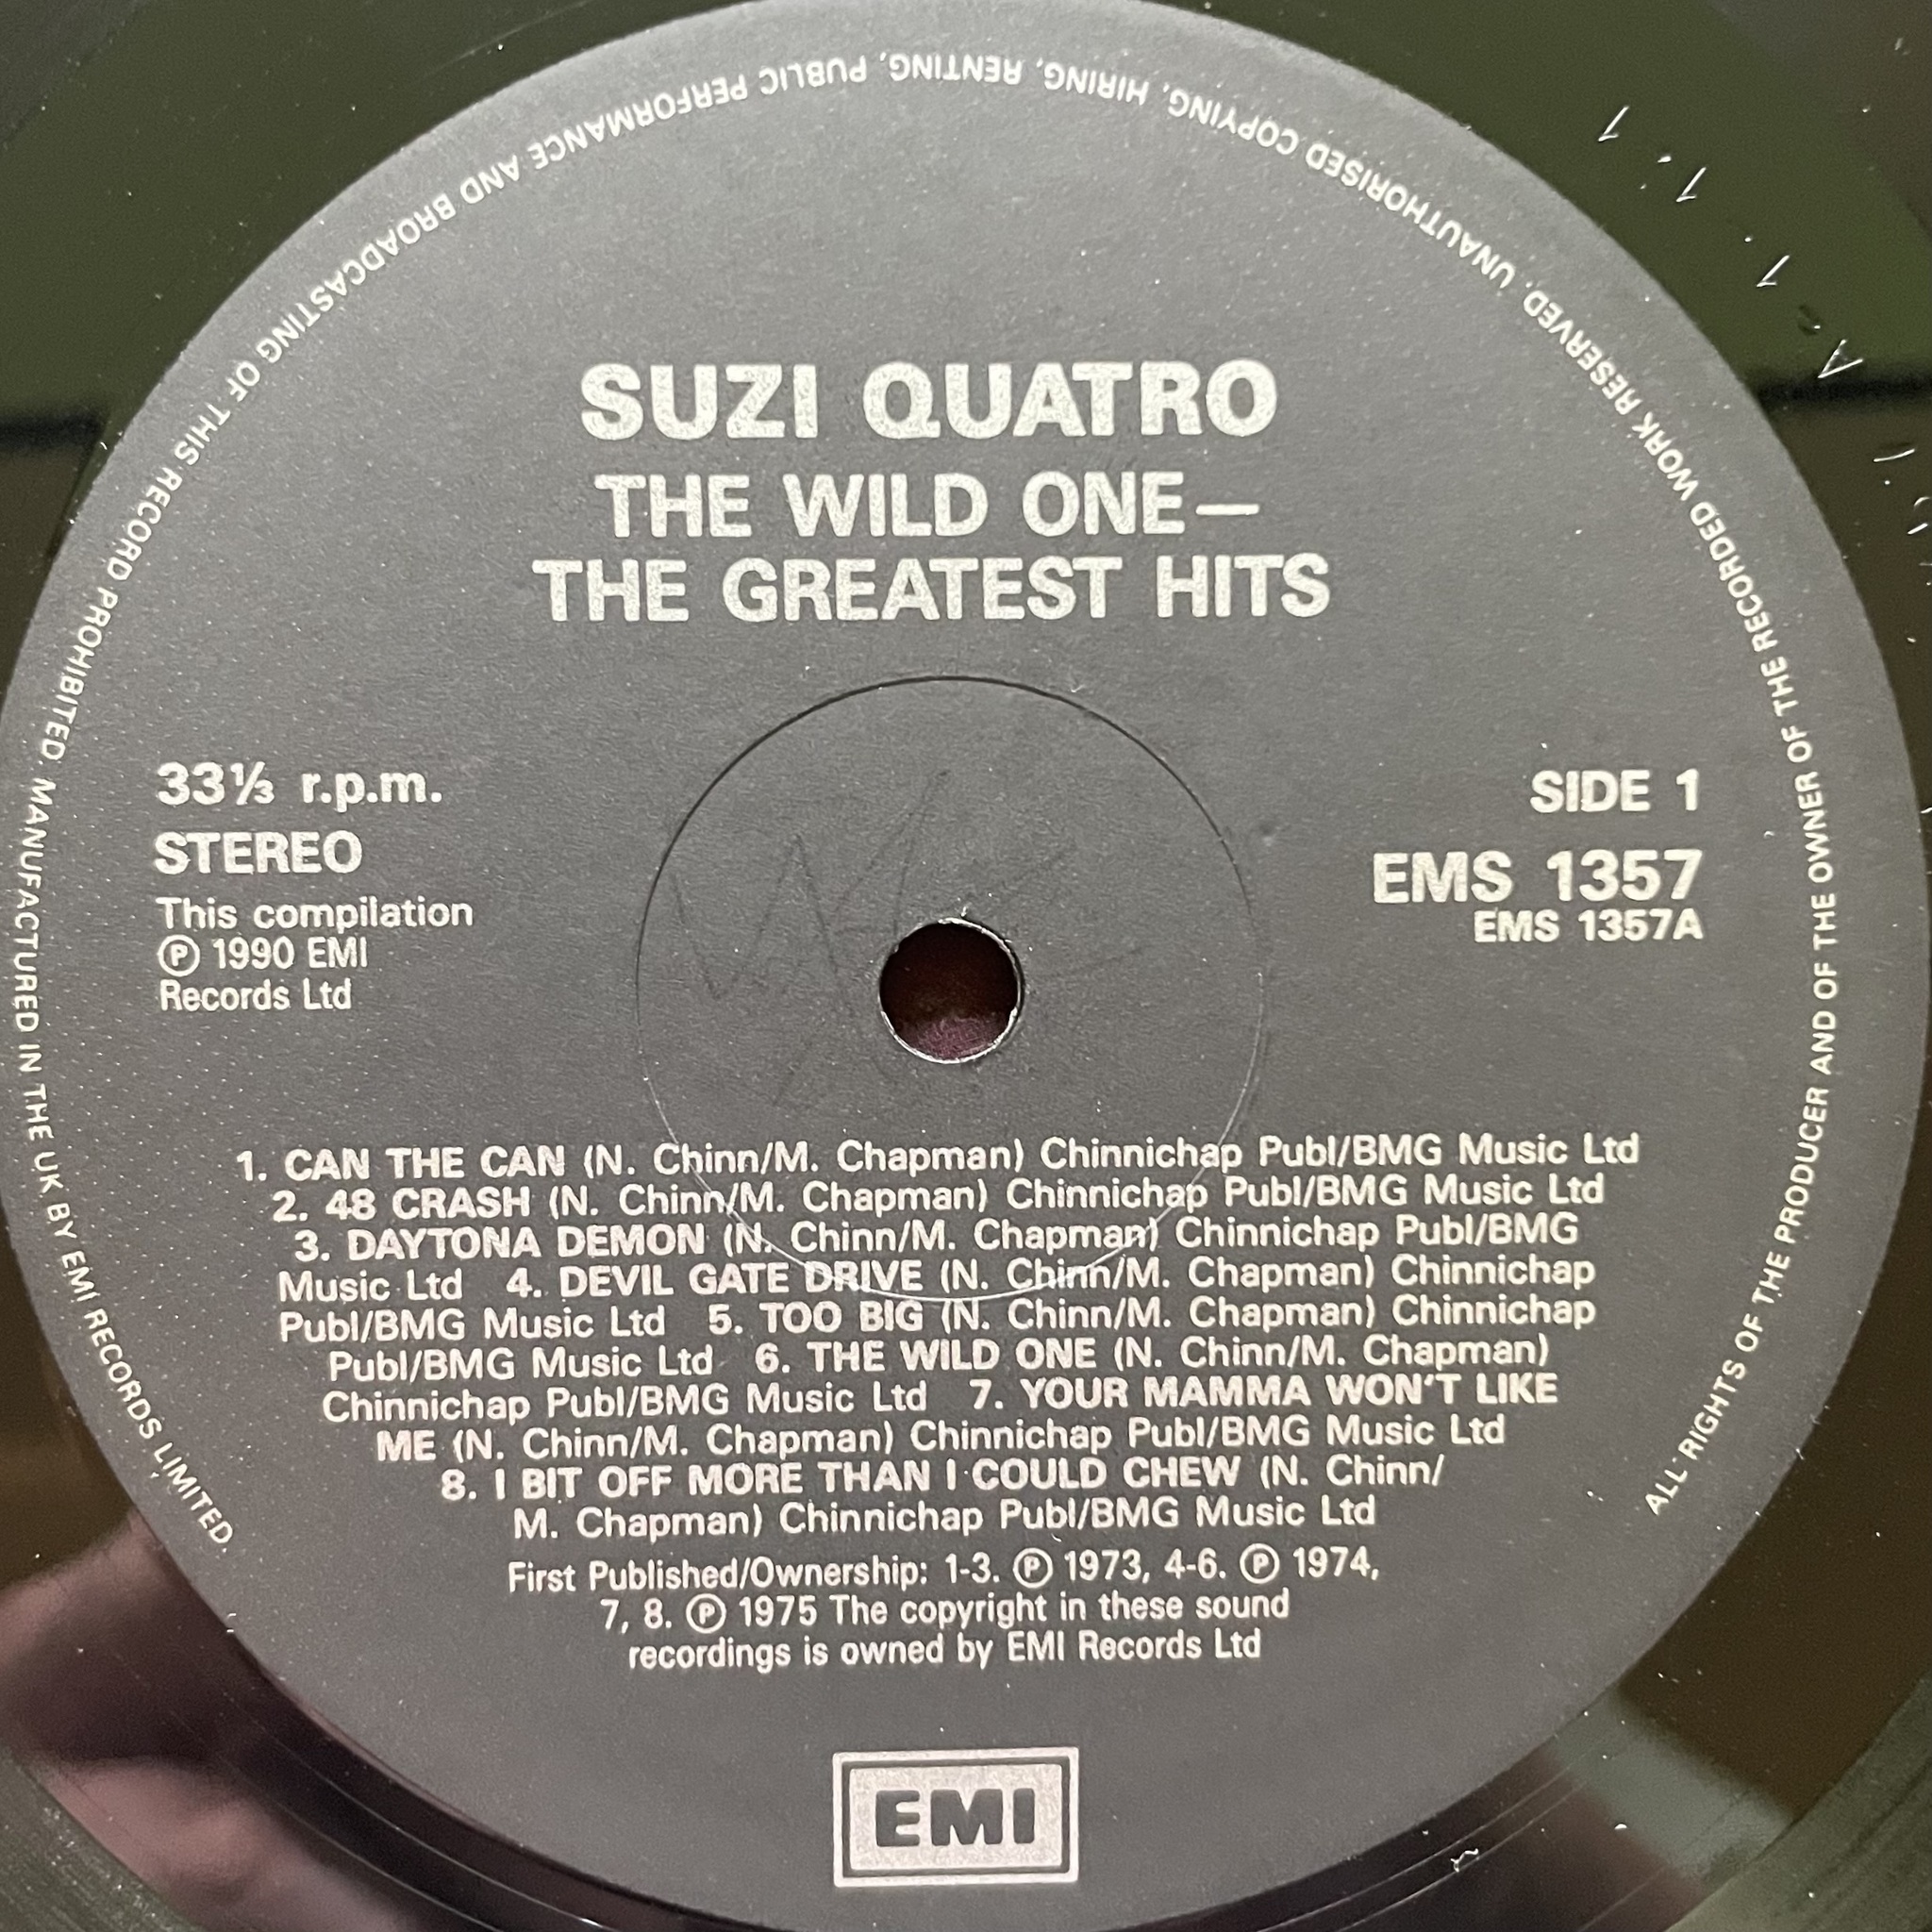 SUZI QUATRO
THE WILD ONE—
THE GREATEST HITS
33⅓ r.p.m.
STEREO
This compilation
Ⓟ 1990 EMI
Records Ltd
SIDE 1
EMS 1357
EMS 1357A
1. CAN THE CAN (N. Chinn/M. Chapman) Chinnichap Publ/BMG Music Ltd
2. 48 CRASH (N. Chinn/M. Chapman) Chinnichap Publ/BMG Music Ltd
3. DAYTONA DEMON (N. Chinn/M. Chapman) Chinnichap Publ/BMG
Music Ltd 4. DEVIL GATE DRIVE (N. Chinn/M. Chapman) Chinnichap
Publ/BMG Music Ltd 5. TOO BIG (N. Chinn/M. Chapman) Chinnichap
Publ/BMG Music Ltd 6. THE WILD ONE (N. Chinn/M. Chapman)
Chinnichap Publ/BMG Music Ltd 7. YOUR MAMMA WON'T LIKE
ME (N. Chinn/M. Chapman) Chinnichap Publ/BMG Music Ltd
8. I BIT OFF MORE THAN I COULD CHEW (N. Chinn/
M. Chapman) Chinnichap Publ/BMG Music Ltd
First Published/Ownership: 1-3. Ⓟ 1973, 4-6. Ⓟ 1974,
7, 8. Ⓟ 1975 The copyright in these sound
recordings is owned by EMI Records Ltd
EMI
ALL RIGHTS OF THE PRODUCER AND OF THE OWNER OF THE RECORDED WORK RESERVED. UNAUTHORISED COPYING, HIRING, RENTING, PUBLIC PERFORMANCE AND BROADCASTING OF THIS RECORD PROHIBITED. MANUFACTURED IN THE UK BY EMI RECORDS LIMITED.